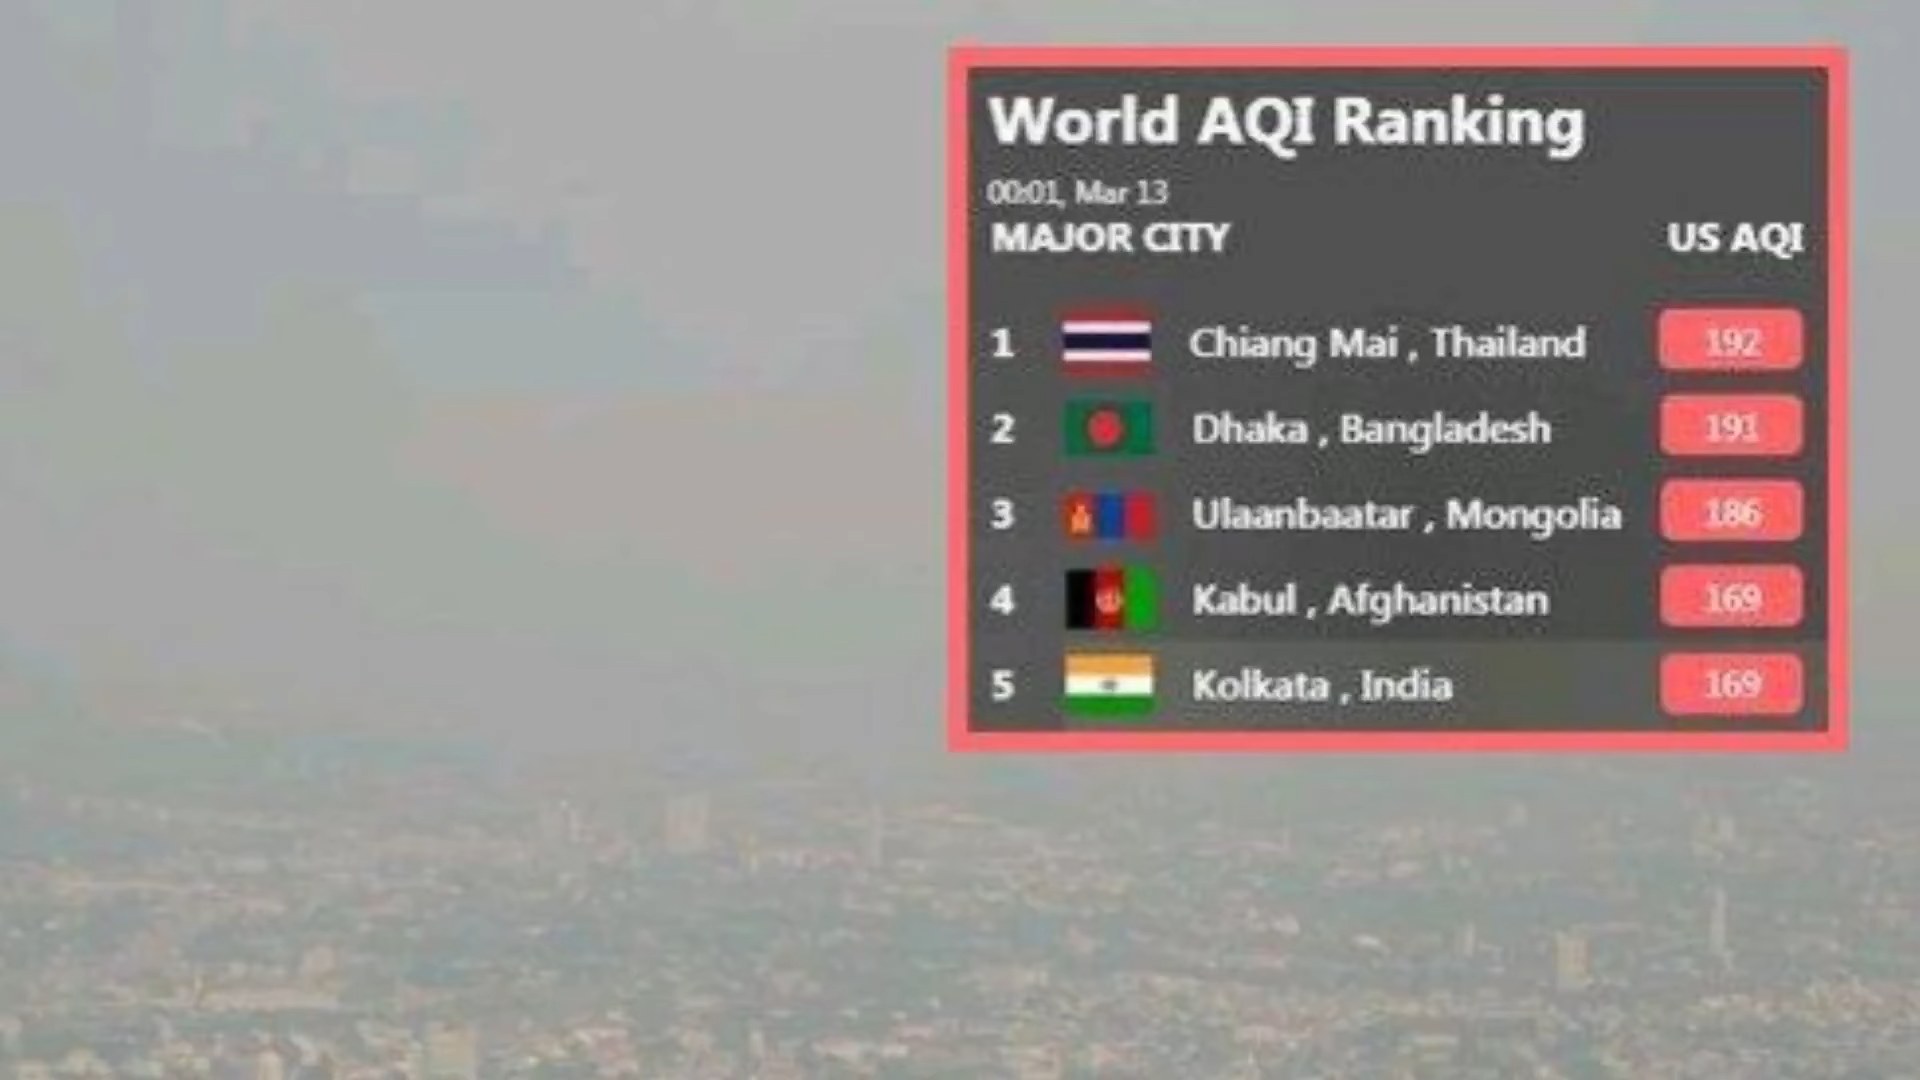 World AQI Ranking
00:01, Mar 13
MAJOR CITY US AQI
1 Chiang Mai , Thailand 192
2 Dhaka , Bangladesh 191
3 Ulaanbaatar , Mongolia 186
4 Kabul , Afghanistan 169
5 Kolkata , India 169